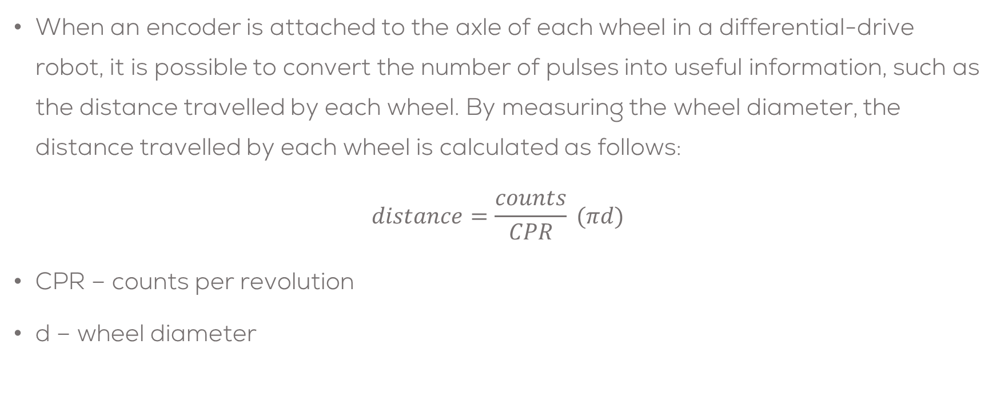 • When an encoder is attached to the axle of each wheel in a differential-drive
robot, it is possible to convert the number of pulses into useful information, such as
the distance travelled by each wheel. By measuring the wheel diameter, the
distance travelled by each wheel is calculated as follows:
distance = counts/CPR (πd)
• CPR – counts per revolution
• d – wheel diameter